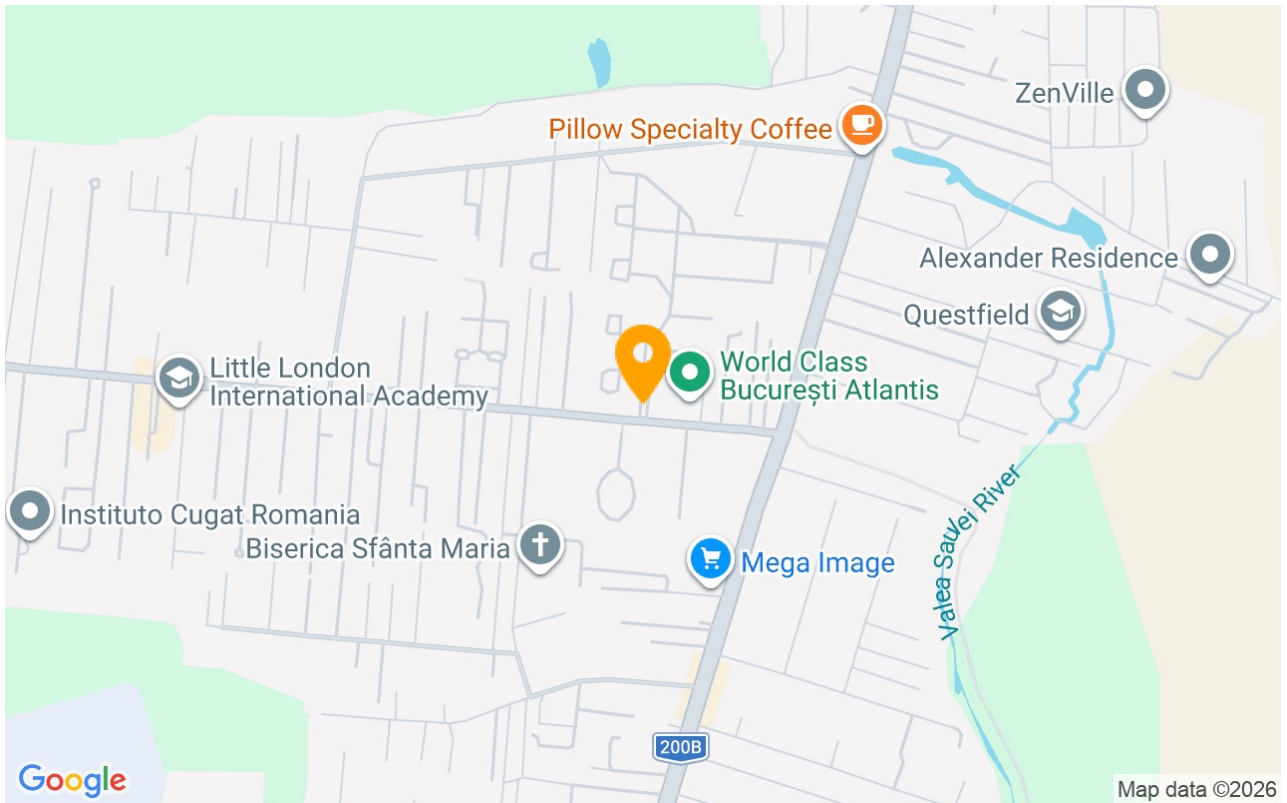 ZenVille
Pillow Specialty Coffee
Alexander Residence
Questfield
World Class
București Atlantis
Little London
International Academy
Valea Saulei River
Instituto Cugat Romania
Biserica Sfânta Maria
Mega Image
200B
Google
Map data ©2026